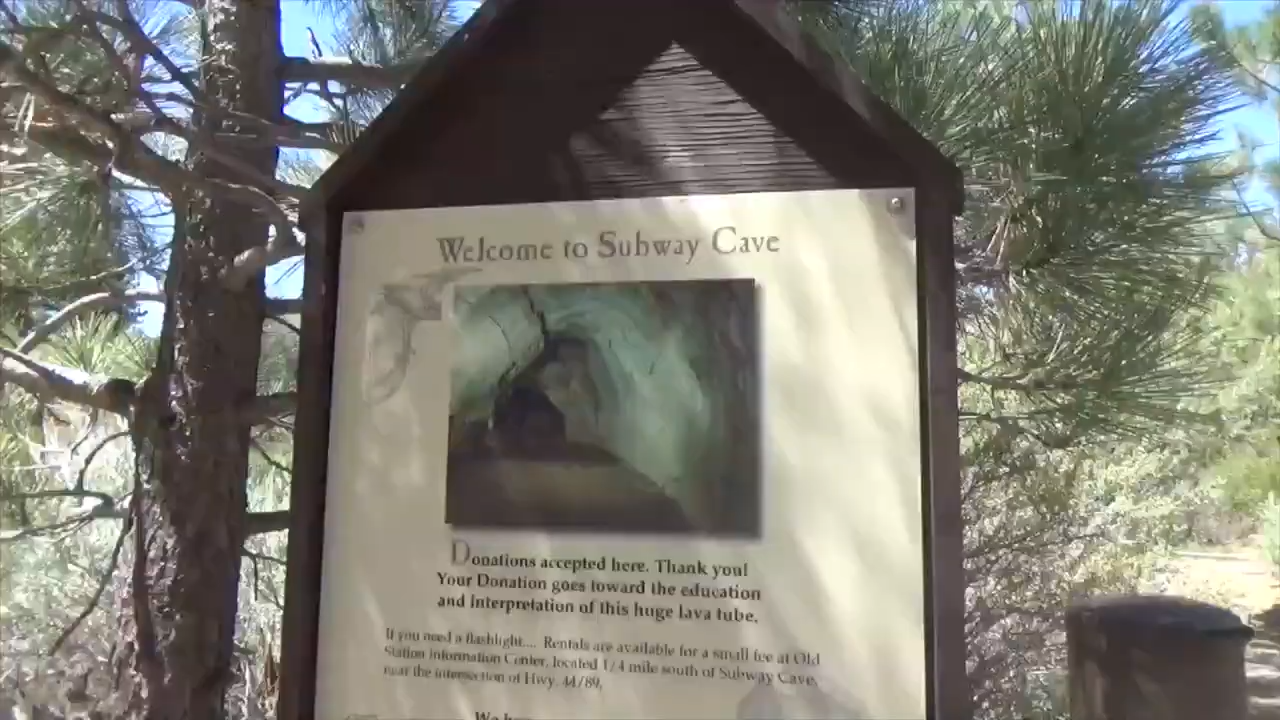 Welcome to Subway Cave
Donations accepted here. Thank you!
Your Donation goes toward the education
and interpretation of this huge lava tube.
If you need a flashlight.... Rentals are available for a small fee at Old
Station Information Center, located 1/4 mile south of Subway Cave,
near the intersection of Hwy. 44/89.